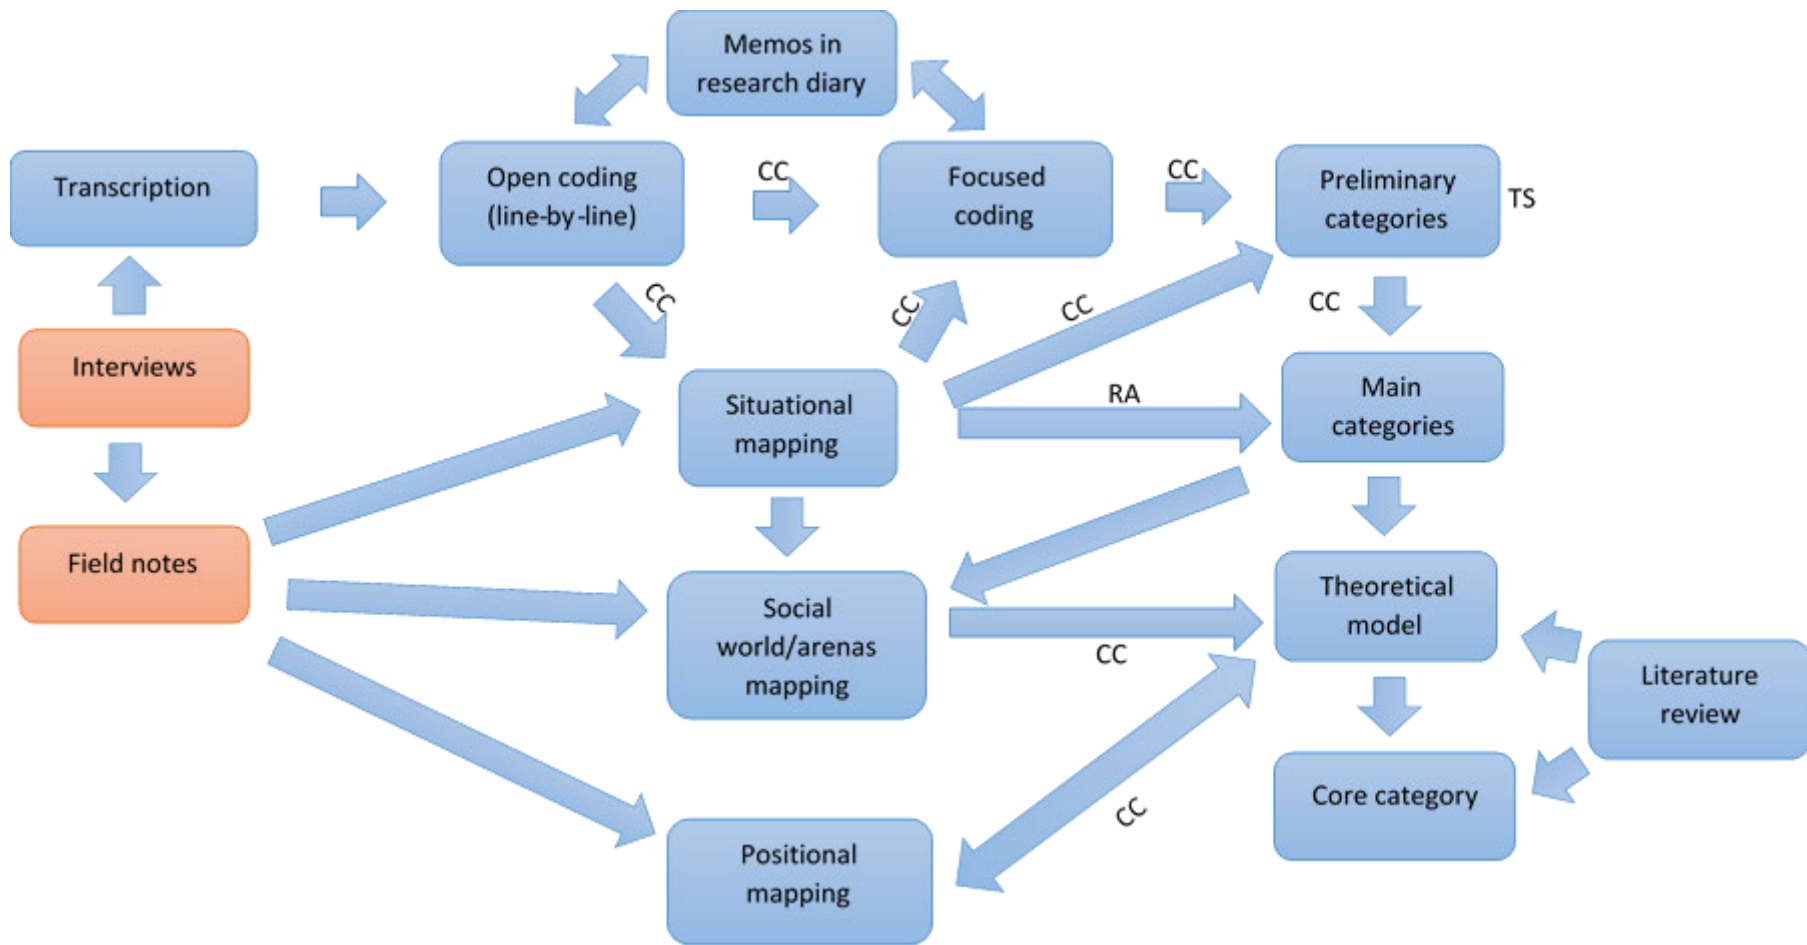 Memos in
research diary
Transcription
Open coding
(line-by-line)
CC
Focused
coding
CC
Preliminary
categories
TS
CC
CC
CC
CC
Interviews
Situational
mapping
RA
Main
categories
Field notes
Social
world/arenas
mapping
CC
Theoretical
model
Literature
review
CC
Core category
Positional
mapping